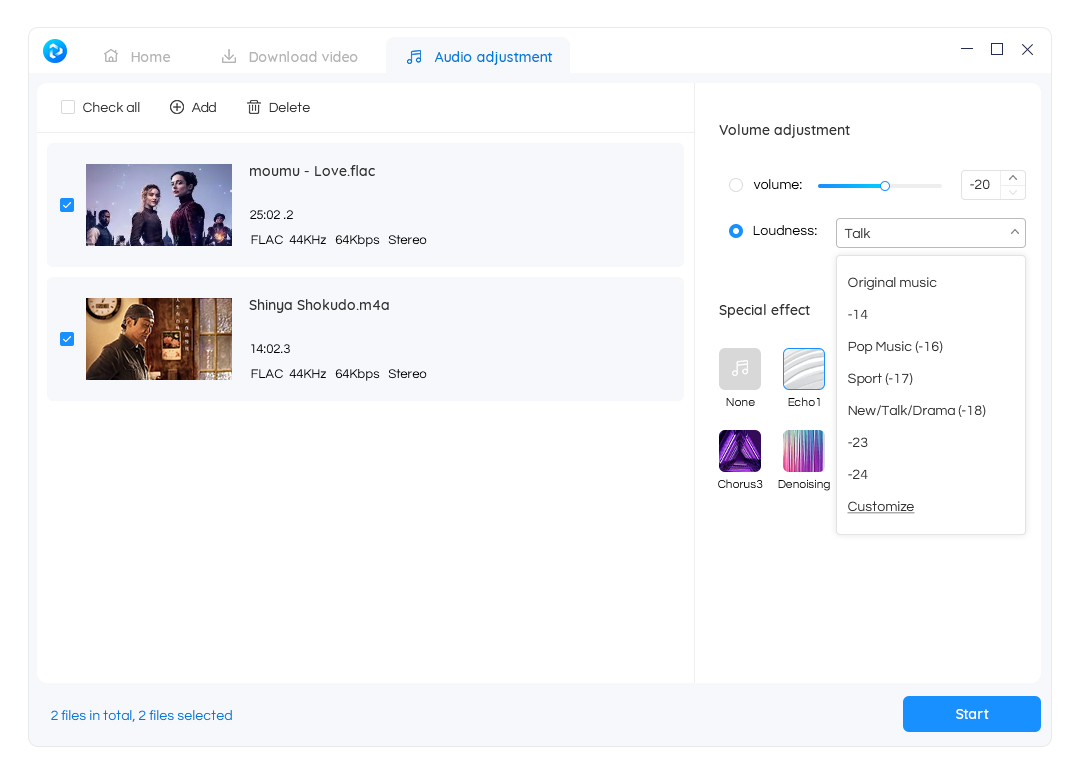 Home
Download video
Audio adjustment
Check all
Add
Delete
moumu - Love.flac
25:02 .2
FLAC 44KHz 64Kbps Stereo
Shinya Shokudo.m4a
14:02.3
FLAC 44KHz 64Kbps Stereo
Volume adjustment
volume:
-20
Loudness:
Talk
Original music
-14
Pop Music (-16)
Sport (-17)
New/Talk/Drama (-18)
-23
-24
Customize
Special effect
None
Echo1
Chorus3
Denoising
2 files in total, 2 files selected
Start